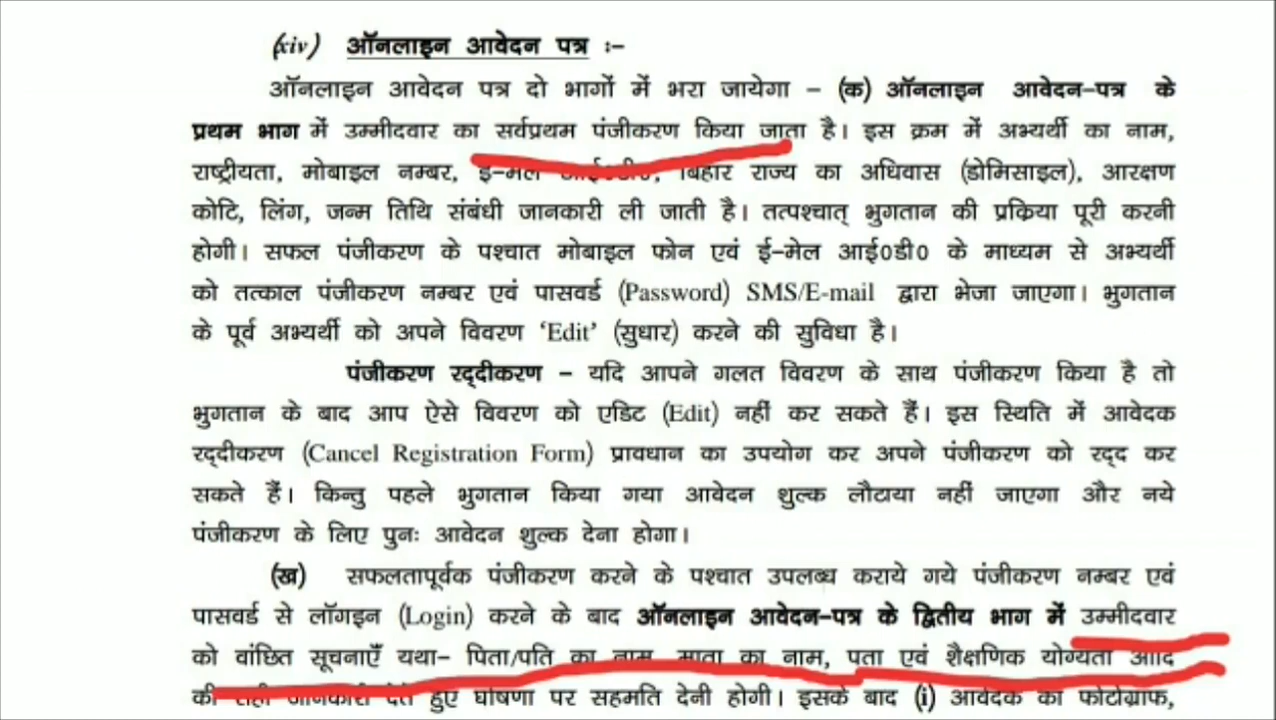 (xiv) ऑनलाइन आवेदन पत्र :-
ऑनलाइन आवेदन पत्र दो भागों में भरा जायेगा – (क) ऑनलाइन आवेदन-पत्र के
प्रथम भाग में उम्मीदवार का सर्वप्रथम पंजीकरण किया जाता है। इस क्रम में अभ्यर्थी का नाम,
राष्ट्रीयता, मोबाइल नम्बर, ई-मेल आई०डी०, बिहार राज्य का अधिवास (डोमिसाइल), आरक्षण
कोटि, लिंग, जन्म तिथि संबंधी जानकारी ली जाती है। तत्पश्चात् भुगतान की प्रक्रिया पूरी करनी
होगी। सफल पंजीकरण के पश्चात मोबाइल फोन एवं ई-मेल आई०डी० के माध्यम से अभ्यर्थी
को तत्काल पंजीकरण नम्बर एवं पासवर्ड (Password) SMS/E-mail द्वारा भेजा जाएगा। भुगतान
के पूर्व अभ्यर्थी को अपने विवरण ‘Edit’ (सुधार) करने की सुविधा है।
पंजीकरण रद्दीकरण – यदि आपने गलत विवरण के साथ पंजीकरण किया है तो
भुगतान के बाद आप ऐसे विवरण को एडिट (Edit) नहीं कर सकते हैं। इस स्थिति में आवेदक
रद्दीकरण (Cancel Registration Form) प्रावधान का उपयोग कर अपने पंजीकरण को रद्द कर
सकते हैं। किन्तु पहले भुगतान किया गया आवेदन शुल्क लौटाया नहीं जाएगा और नये
पंजीकरण के लिए पुनः आवेदन शुल्क देना होगा।
(ख) सफलतापूर्वक पंजीकरण करने के पश्चात उपलब्ध कराये गये पंजीकरण नम्बर एवं
पासवर्ड से लॉगइन (Login) करने के बाद ऑनलाइन आवेदन-पत्र के द्वितीय भाग में उम्मीदवार
को वांछित सूचनाएँ यथा– पिता/पति का नाम, माता का नाम, पता एवं शैक्षणिक योग्यता आदि
की सही जानकारी देते हुए घोषणा पर सहमति देनी होगी। इसके बाद (i) आवेदक का फोटोग्राफ,